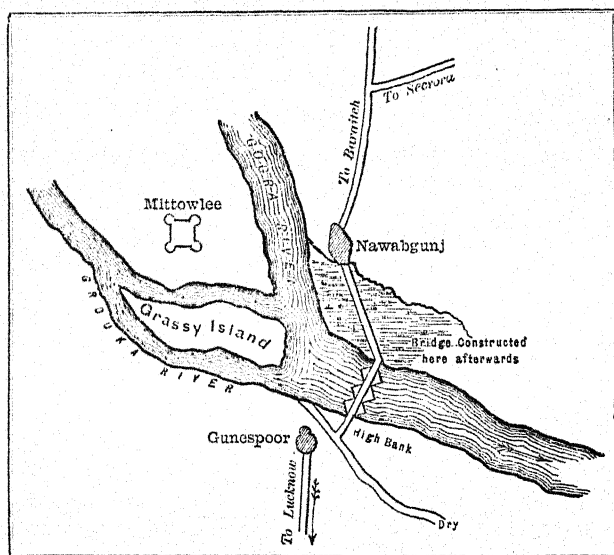 To Secrora
To Baraitch
GOGRA RIVER
Mittowlee
Nawabgunj
Grassy Island
GROUKA RIVER
Bridge Constructed
here afterwards
Gunespoor
High Bank
To Lucknow
Dry